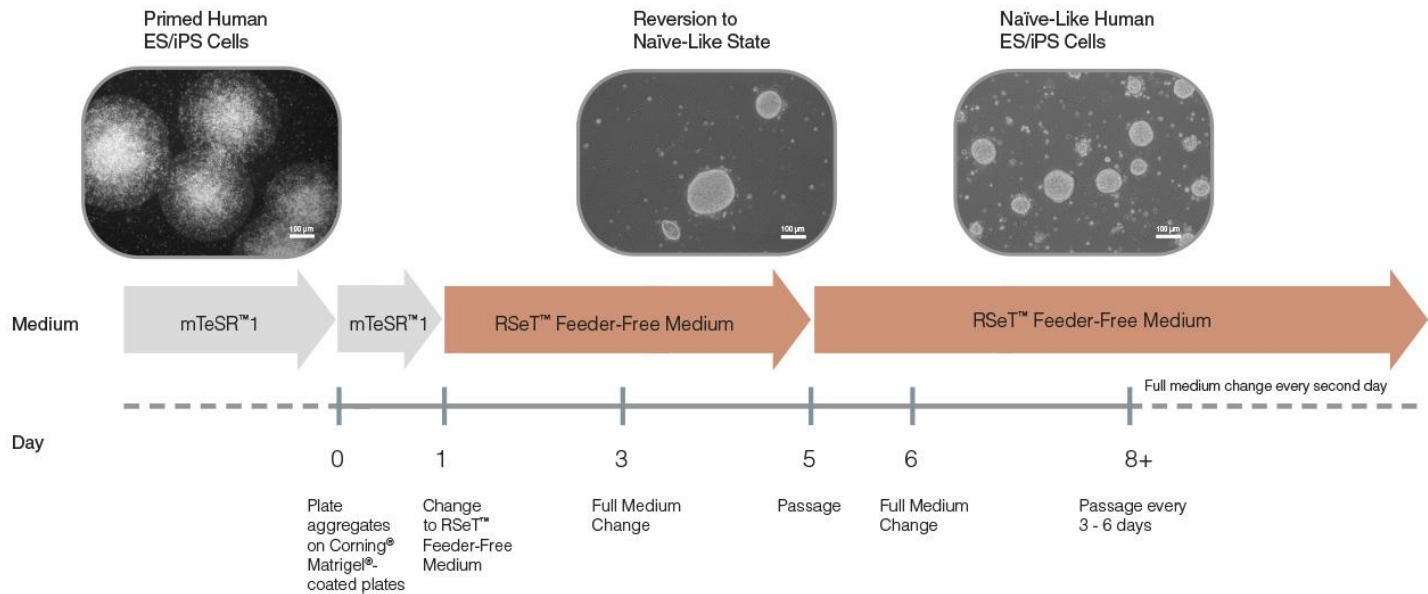 Primed Human
ES/iPS Cells
Reversion to
Naïve-Like State
Naïve-Like Human
ES/iPS Cells
100 µm
100 µm
100 µm
Medium
mTeSR™1
mTeSR™1
RSeT™ Feeder-Free Medium
RSeT™ Feeder-Free Medium
Full medium change every second day
Day
0
1
3
5
6
8+
Plate
aggregates
on Corning®
Matrigel®-
coated plates
Change
to RSeT™
Feeder-Free
Medium
Full Medium
Change
Passage
Full Medium
Change
Passage every
3 - 6 days